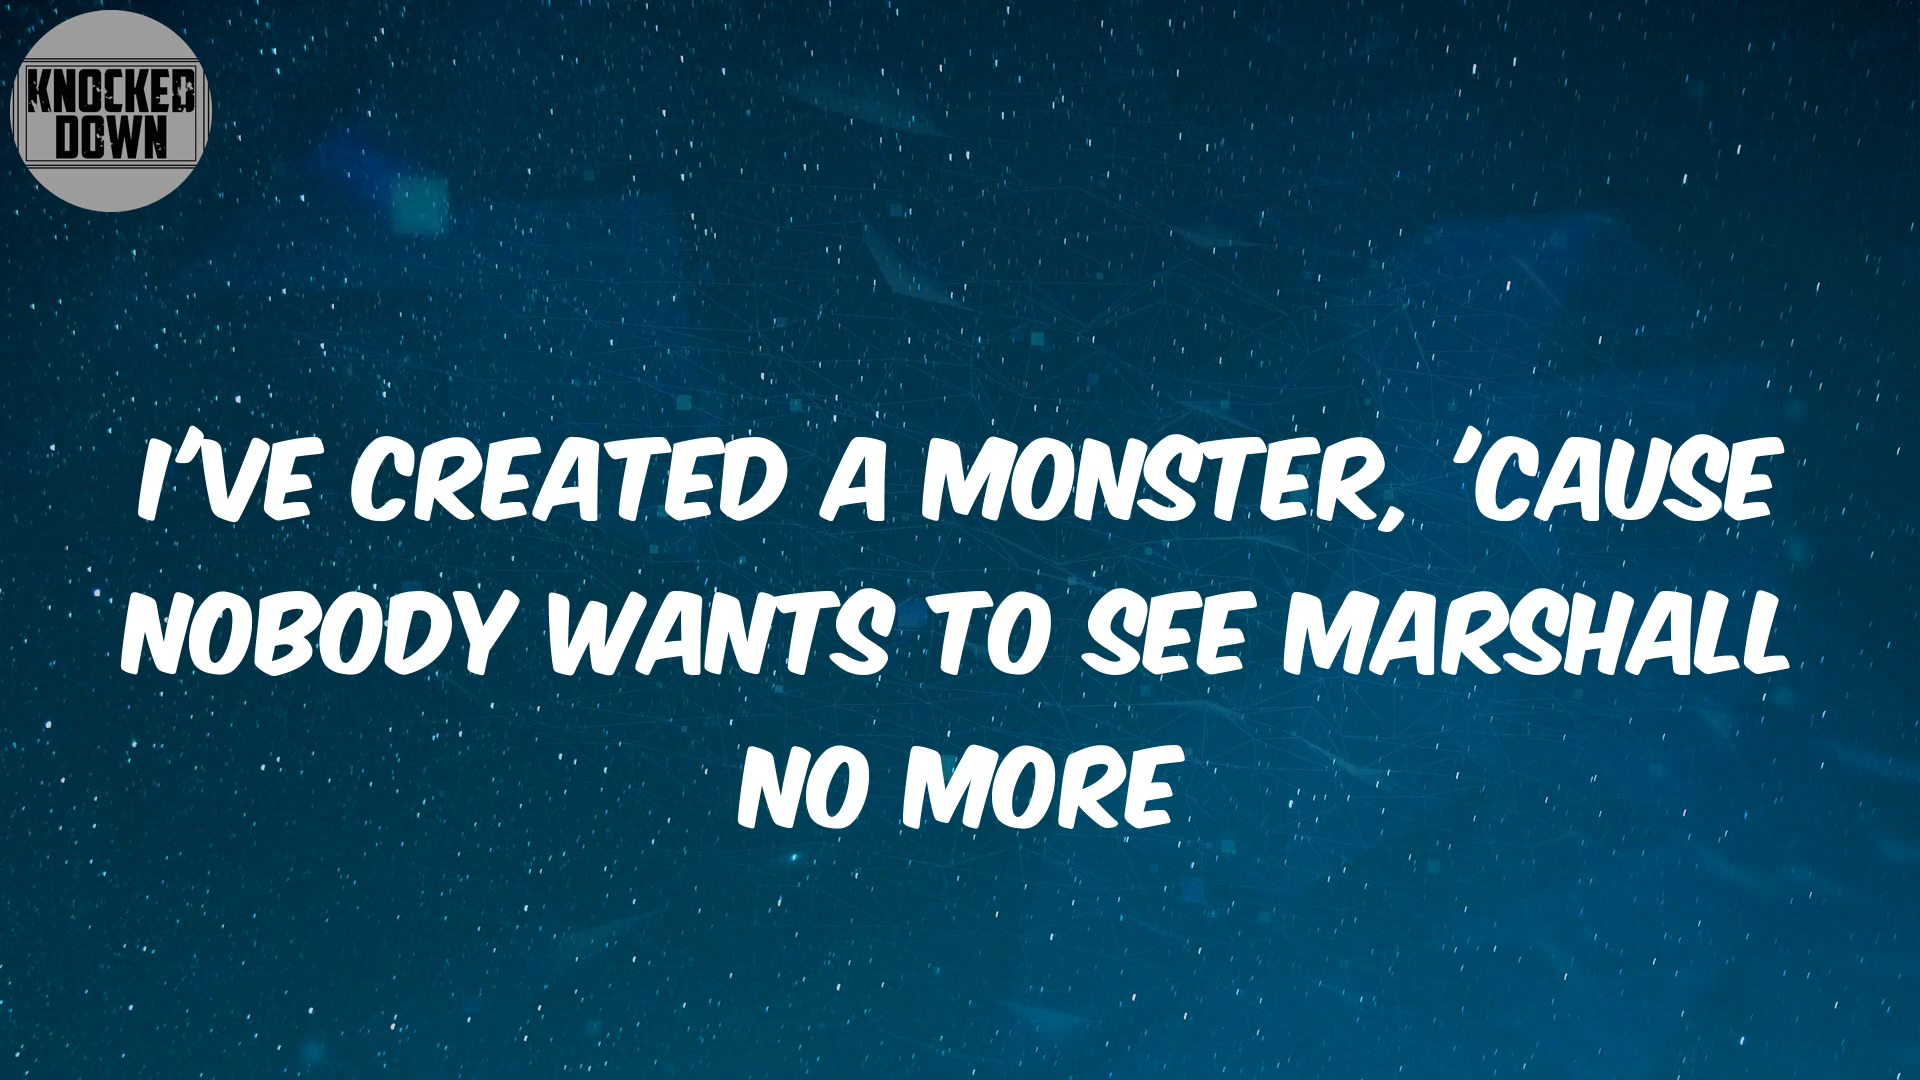 KNOCKED
DOWN
I'VE CREATED A MONSTER, 'CAUSE
NOBODY WANTS TO SEE MARSHALL
NO MORE